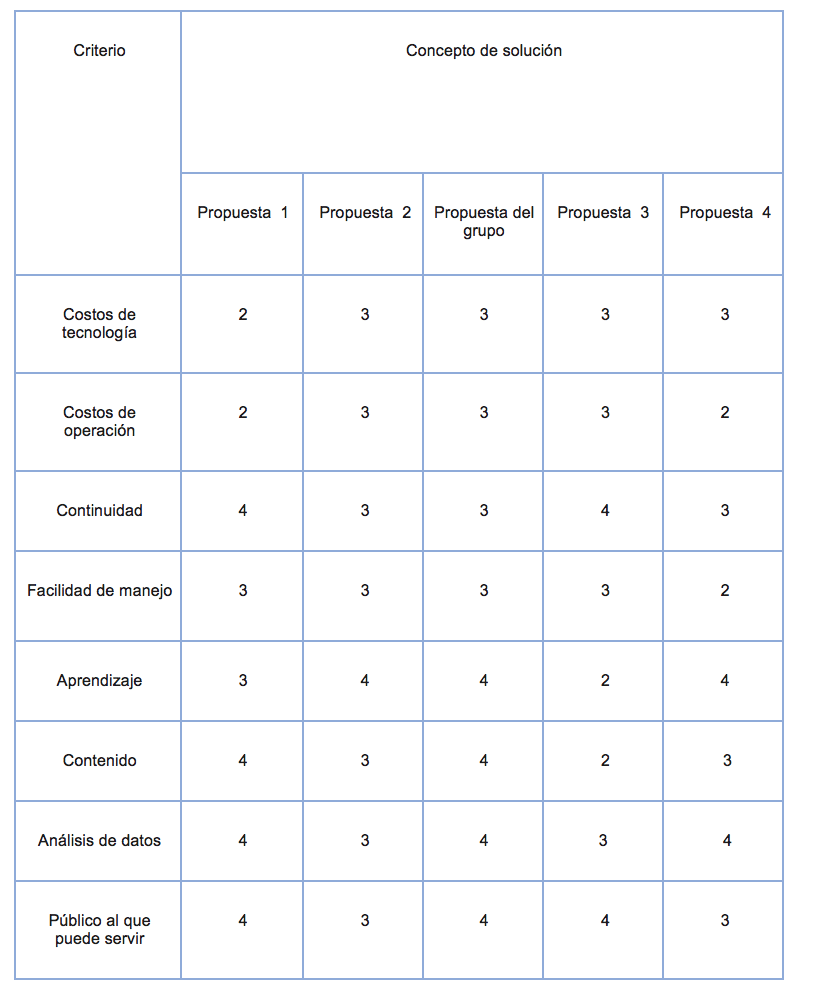 Criterio
Concepto de solución
Propuesta 1
Propuesta 2
Propuesta del
grupo
Propuesta 3
Propuesta 4
Costos de
tecnología
2
3
3
3
3
Costos de
operación
2
3
3
3
2
Continuidad
4
3
3
4
3
Facilidad de manejo
3
3
3
3
2
Aprendizaje
3
4
4
2
4
Contenido
4
3
4
2
3
Análisis de datos
4
3
4
3
4
Público al que
puede servir
4
3
4
4
3